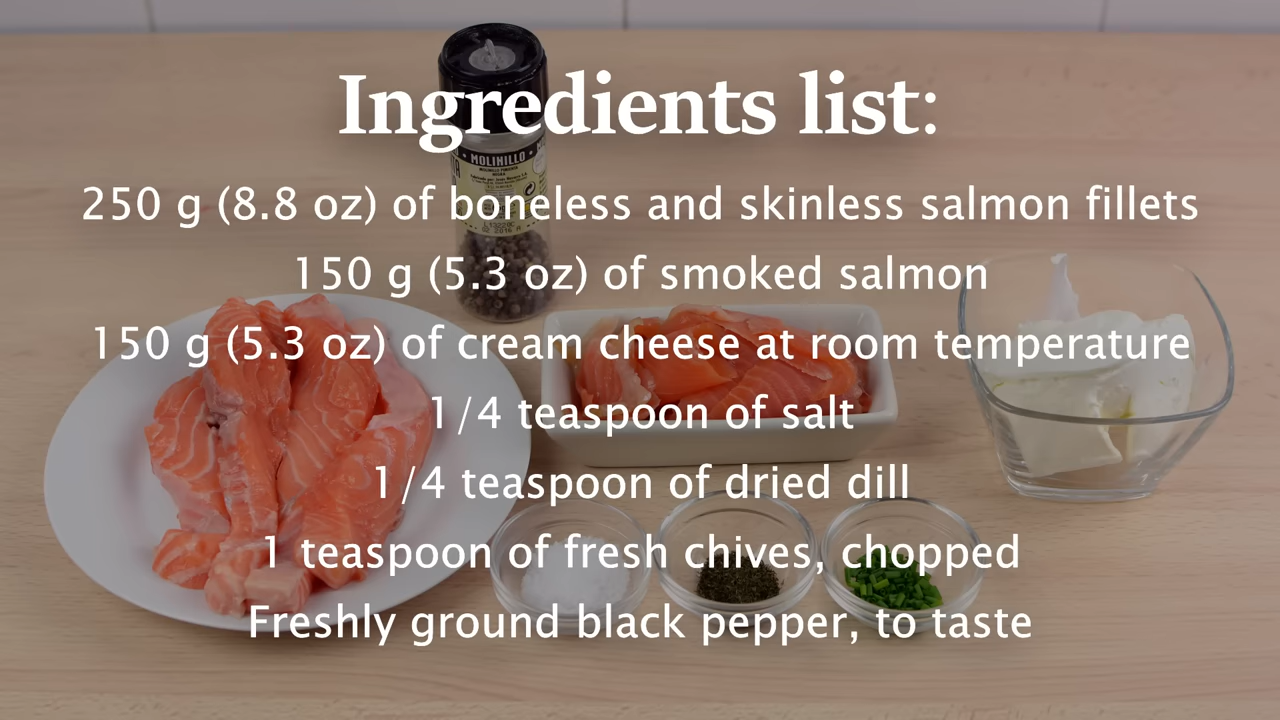 Ingredients list:
250 g (8.8 oz) of boneless and skinless salmon fillets
150 g (5.3 oz) of smoked salmon
150 g (5.3 oz) of cream cheese at room temperature
1/4 teaspoon of salt
1/4 teaspoon of dried dill
1 teaspoon of fresh chives, chopped
Freshly ground black pepper, to taste
MOLINILLO